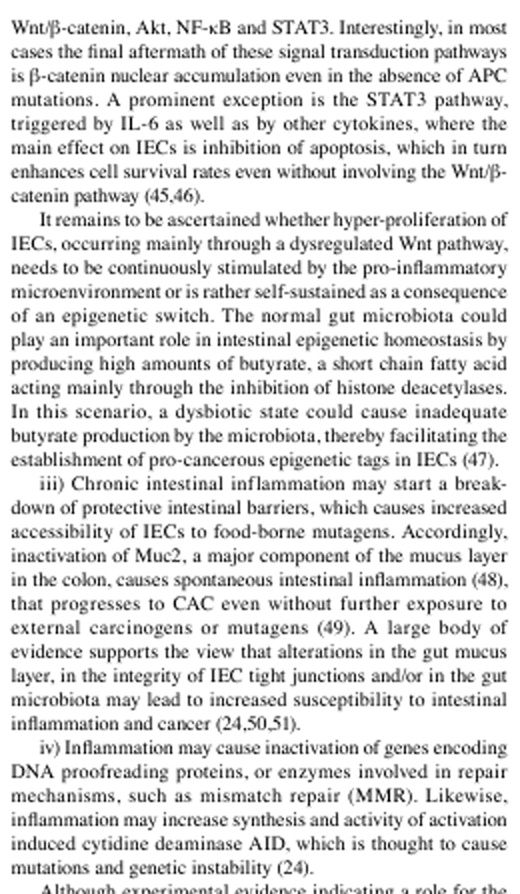 Wnt/β-catenin, Akt, NF-κB and STAT3. Interestingly, in most
cases the final aftermath of these signal transduction pathways
is β-catenin nuclear accumulation even in the absence of APC
mutations. A prominent exception is the STAT3 pathway,
triggered by IL-6 as well as by other cytokines, where the
main effect on IECs is inhibition of apoptosis, which in turn
enhances cell survival rates even without involving the Wnt/β-
catenin pathway (45,46).
It remains to be ascertained whether hyper-proliferation of
IECs, occurring mainly through a dysregulated Wnt pathway,
needs to be continuously stimulated by the pro-inflammatory
microenvironment or is rather self-sustained as a consequence
of an epigenetic switch. The normal gut microbiota could
play an important role in intestinal epigenetic homeostasis by
producing high amounts of butyrate, a short chain fatty acid
acting mainly through the inhibition of histone deacetylases.
In this scenario, a dysbiotic state could cause inadequate
butyrate production by the microbiota, thereby facilitating the
establishment of pro-cancerous epigenetic tags in IECs (47).
iii) Chronic intestinal inflammation may start a break-
down of protective intestinal barriers, which causes increased
accessibility of IECs to food-borne mutagens. Accordingly,
inactivation of Muc2, a major component of the mucus layer
in the colon, causes spontaneous intestinal inflammation (48),
that progresses to CAC even without further exposure to
external carcinogens or mutagens (49). A large body of
evidence supports the view that alterations in the gut mucus
layer, in the integrity of IEC tight junctions and/or in the gut
microbiota may lead to increased susceptibility to intestinal
inflammation and cancer (24,50,51).
iv) Inflammation may cause inactivation of genes encoding
DNA proofreading proteins, or enzymes involved in repair
mechanisms, such as mismatch repair (MMR). Likewise,
inflammation may increase synthesis and activity of activation
induced cytidine deaminase AID, which is thought to cause
mutations and genetic instability (24).
Although experimental evidence indicating a role for the